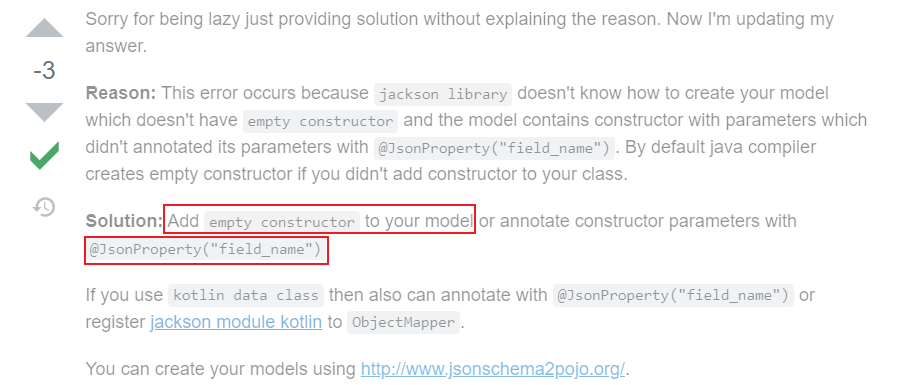 Sorry for being lazy just providing solution without explaining the reason. Now I'm updating my
answer.
-3
Reason: This error occurs because jackson library doesn't know how to create your model
which doesn't have empty constructor and the model contains constructor with parameters which
didn't annotated its parameters with @JsonProperty("field_name"). By default java compiler
creates empty constructor if you didn't add constructor to your class.
Solution: Add empty constructor to your model or annotate constructor parameters with
@JsonProperty("field_name")
If you use kotlin data class then also can annotate with @JsonProperty("field_name") or
register jackson module kotlin to ObjectMapper.
You can create your models using http://www.jsonschema2pojo.org/.